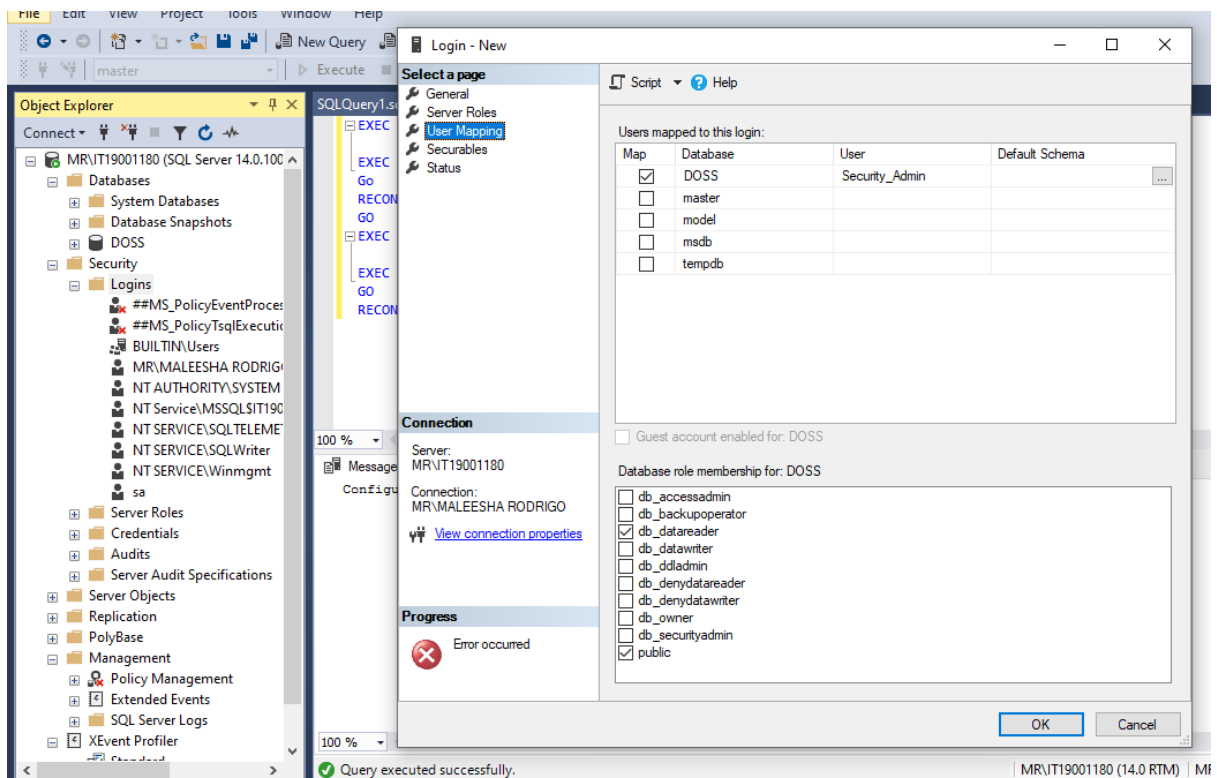 File Edit View Project Tools Window Help
New Query
master
Execute
Object Explorer
Connect
MR\IT19001180 (SQL Server 14.0.100
Databases
System Databases
Database Snapshots
DOSS
Security
Logins
##MS_PolicyEventProces
##MS_PolicyTsqlExecutic
BUILTIN\Users
MR\MALEESHA RODRIG
NT AUTHORITY\SYSTEM
NT Service\MSSQL$IT190
NT SERVICE\SQLTELEME
NT SERVICE\SQLWriter
NT SERVICE\Winmgmt
sa
Server Roles
Credentials
Audits
Server Audit Specifications
Server Objects
Replication
PolyBase
Management
Policy Management
Extended Events
SQL Server Logs
XEvent Profiler
SQLQuery1.s
EXEC
EXEC
Go
RECON
GO
EXEC
EXEC
GO
RECON
100 %
Message
Configu
100 %
Query executed successfully.
MR\IT19001180 (14.0 RTM)
Login - New
Select a page
General
Server Roles
User Mapping
Securables
Status
Connection
Server:
MR\IT19001180
Connection:
MR\MALEESHA RODRIGO
View connection properties
Progress
Error occurred
Script Help
Users mapped to this login:
Map Database User Default Schema
DOSS Security_Admin ...
master
model
msdb
tempdb
Guest account enabled for: DOSS
Database role membership for: DOSS
db_accessadmin
db_backupoperator
db_datareader
db_datawriter
db_ddladmin
db_denydatareader
db_denydatawriter
db_owner
db_securityadmin
public
OK Cancel